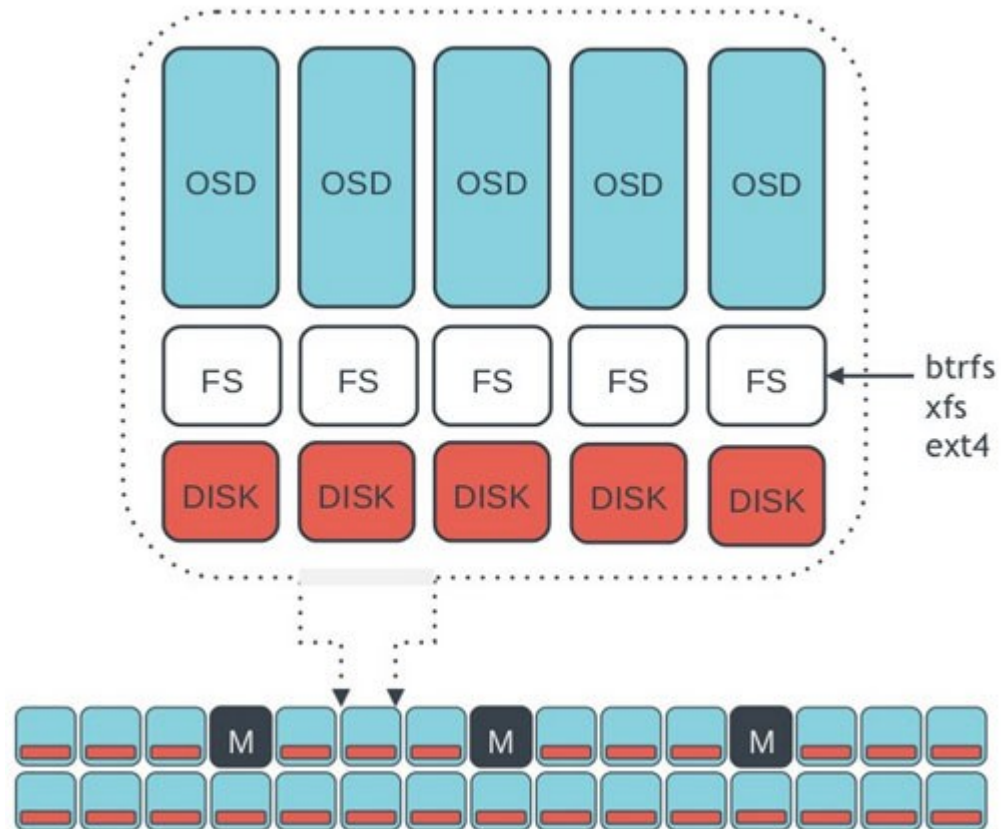 OSD OSD OSD OSD OSD
FS FS FS FS FS
btrfs
xfs
ext4
DISK DISK DISK DISK DISK
M M M